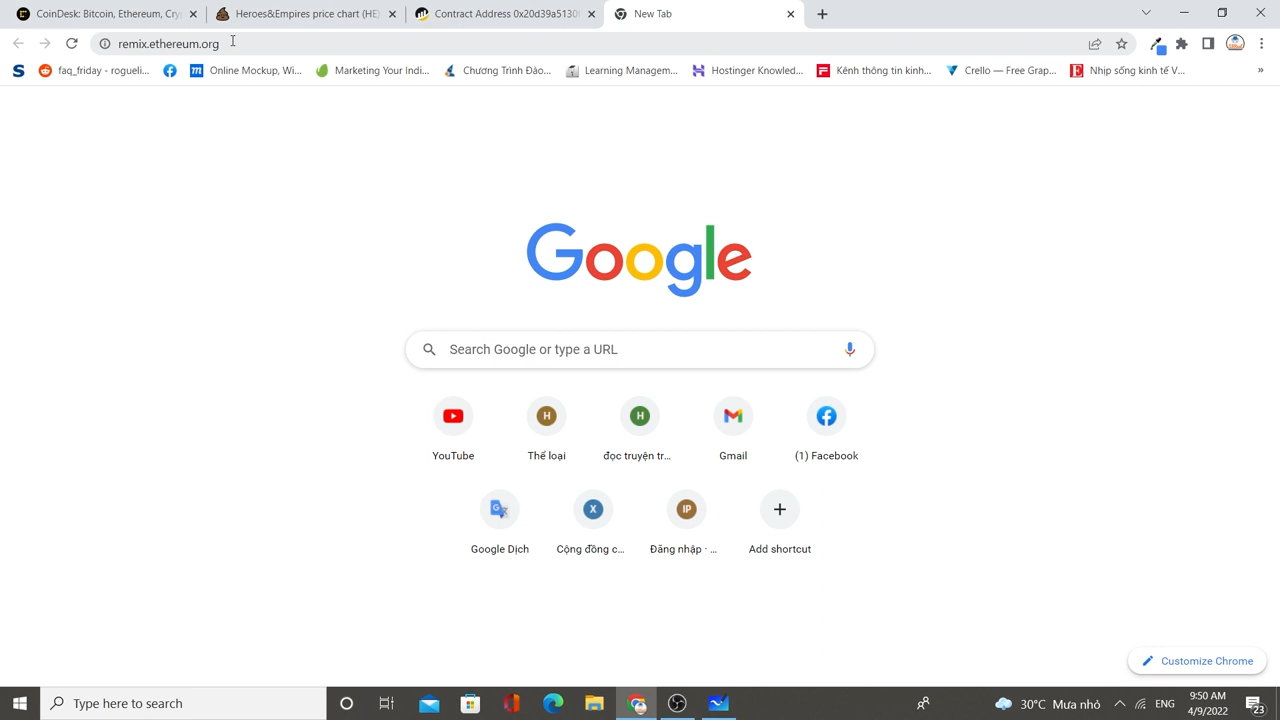 CoinDesk: Bitcoin, Ethereum, Cry
Heroes&Empires price chart (HE
Contract Address 0x20d39a5130
New Tab
remix.ethereum.org
faq_friday - rogueli...
Online Mockup, Wi...
Marketing Your Indi...
Chương Trình Đào...
Learning Managem...
Hostinger Knowled...
Kênh thông tin kinh...
Crello — Free Grap...
Nhịp sống kinh tế V...
»
Google
Search Google or type a URL
H
H
YouTube
Thể loại
đọc truyện tr...
Gmail
(1) Facebook
X
IP
Google Dịch
Cộng đồng c...
Đăng nhập · ...
Add shortcut
Customize Chrome
Type here to search
30°C Mưa nhỏ
ENG
9:50 AM
4/9/2022
23